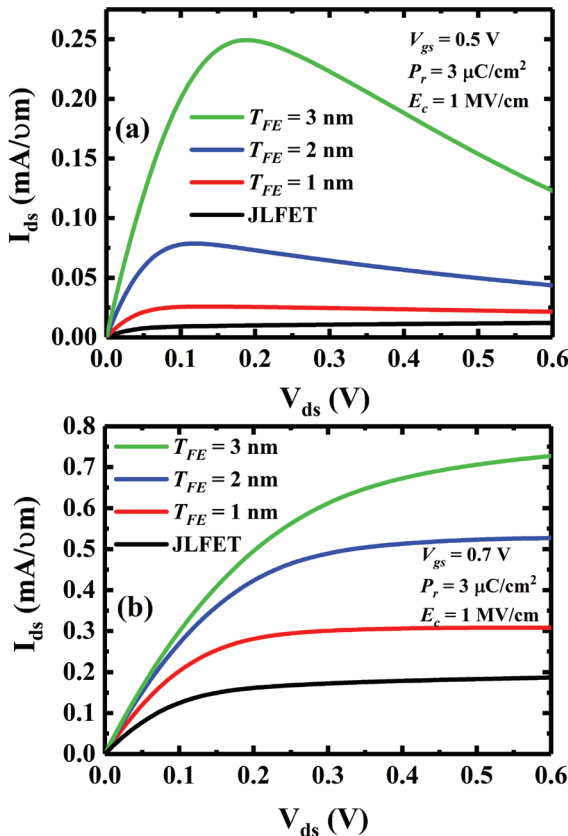 0.25
0.20
0.15
0.10
0.05
0.00
I_ds (mA/υm)
(a)
V_gs = 0.5 V
P_r = 3 μC/cm²
E_c = 1 MV/cm
T_FE = 3 nm
T_FE = 2 nm
T_FE = 1 nm
JLFET
0.0 0.1 0.2 0.3 0.4 0.5 0.6
V_ds (V)
0.8
0.7
0.6
0.5
0.4
0.3
0.2
0.1
0.0
I_ds (mA/υm)
T_FE = 3 nm
T_FE = 2 nm
T_FE = 1 nm
JLFET
(b)
V_gs = 0.7 V
P_r = 3 μC/cm²
E_c = 1 MV/cm
0.0 0.1 0.2 0.3 0.4 0.5 0.6
V_ds (V)